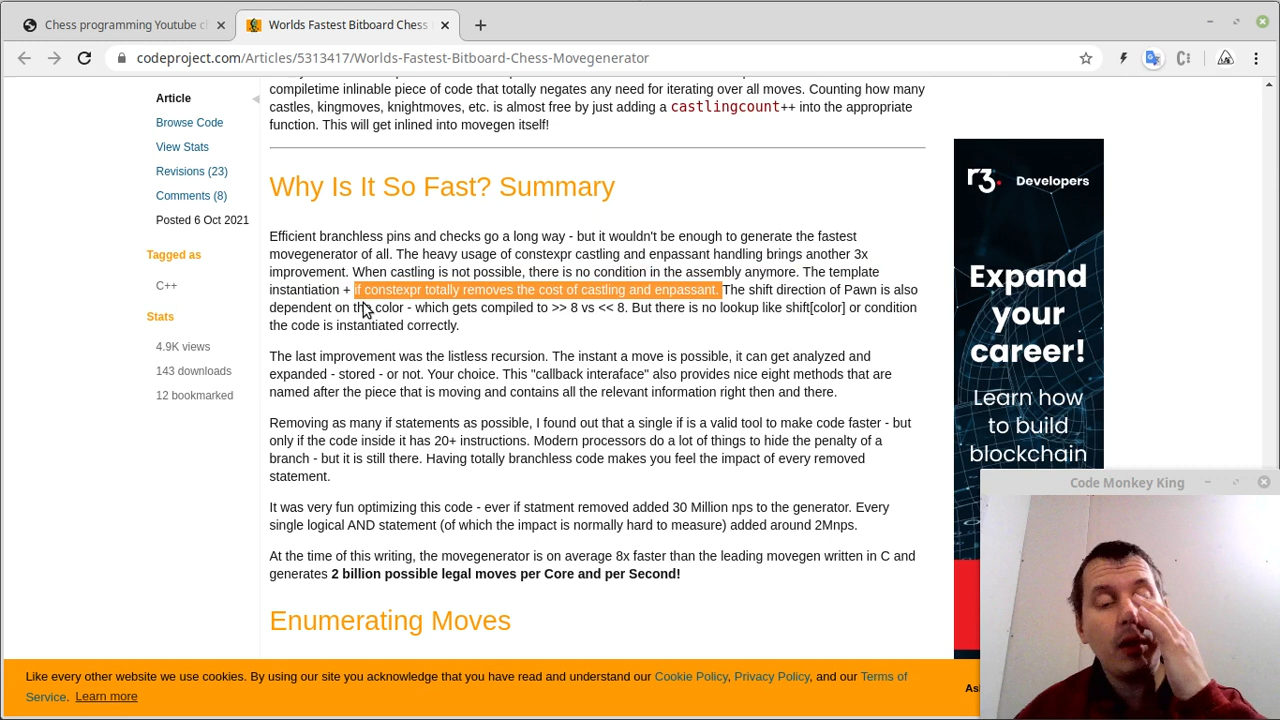 Chess programming Youtube c
Worlds Fastest Bitboard Chess
codeproject.com/Articles/5313417/Worlds-Fastest-Bitboard-Chess-Movegenerator
Article
Browse Code
View Stats
Revisions (23)
Comments (8)
Posted 6 Oct 2021
Tagged as
C++
Stats
4.9K views
143 downloads
12 bookmarked
compiletime inlinable piece of code that totally negates any need for iterating over all moves. Counting how many
castles, kingmoves, knightmoves, etc. is almost free by just adding a castlingcount++ into the appropriate
function. This will get inlined into movegen itself!
Why Is It So Fast? Summary
Efficient branchless pins and checks go a long way - but it wouldn't be enough to generate the fastest
movegenerator of all. The heavy usage of constexpr castling and enpassant handling brings another 3x
improvement. When castling is not possible, there is no condition in the assembly anymore. The template
instantiation + if constexpr totally removes the cost of castling and enpassant. The shift direction of Pawn is also
dependent on the color - which gets compiled to >> 8 vs << 8. But there is no lookup like shift[color] or condition
the code is instantiated correctly.
The last improvement was the listless recursion. The instant a move is possible, it can get analyzed and
expanded - stored - or not. Your choice. This "callback interaface" also provides nice eight methods that are
named after the piece that is moving and contains all the relevant information right then and there.
Removing as many if statements as possible, I found out that a single if is a valid tool to make code faster - but
only if the code inside it has 20+ instructions. Modern processors do a lot of things to hide the penalty of a
branch - but it is still there. Having totally branchless code makes you feel the impact of every removed
statement.
It was very fun optimizing this code - ever if statment removed added 30 Million nps to the generator. Every
single logical AND statement (of which the impact is normally hard to measure) added around 2Mnps.
At the time of this writing, the movegenerator is on average 8x faster than the leading movegen written in C and
generates 2 billion possible legal moves per Core and per Second!
Enumerating Moves
r3. Developers
Expand
your
career!
Learn how
to build
blockchain
Code Monkey King
Like every other website we use cookies. By using our site you acknowledge that you have read and understand our Cookie Policy, Privacy Policy, and our Terms of
Service. Learn more